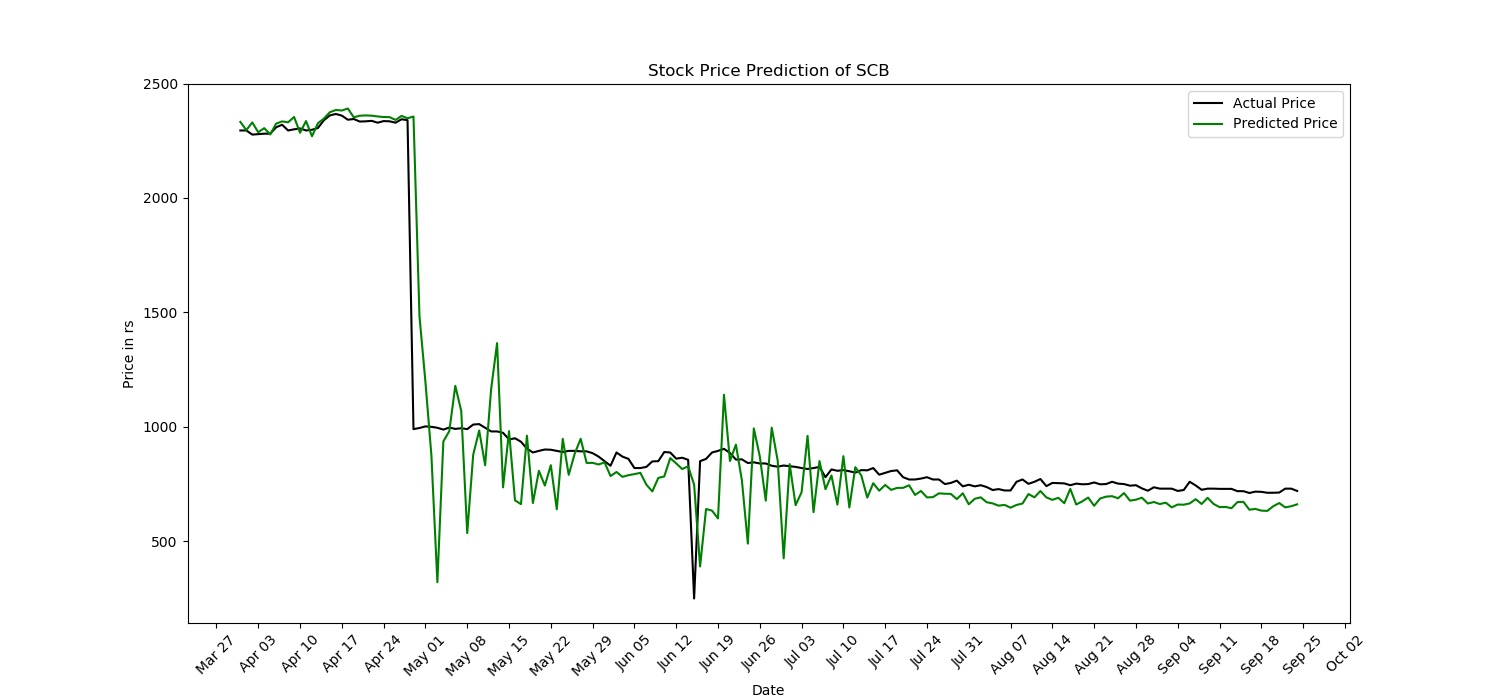 Stock Price Prediction of SCB
Actual Price
Predicted Price
Price in rs
2500
2000
1500
1000
500
Mar 27
Apr 03
Apr 10
Apr 17
Apr 24
May 01
May 08
May 15
May 22
May 29
Jun 05
Jun 12
Jun 19
Jun 26
Jul 03
Jul 10
Jul 17
Jul 24
Jul 31
Aug 07
Aug 14
Aug 21
Aug 28
Sep 04
Sep 11
Sep 18
Sep 25
Oct 02
Date